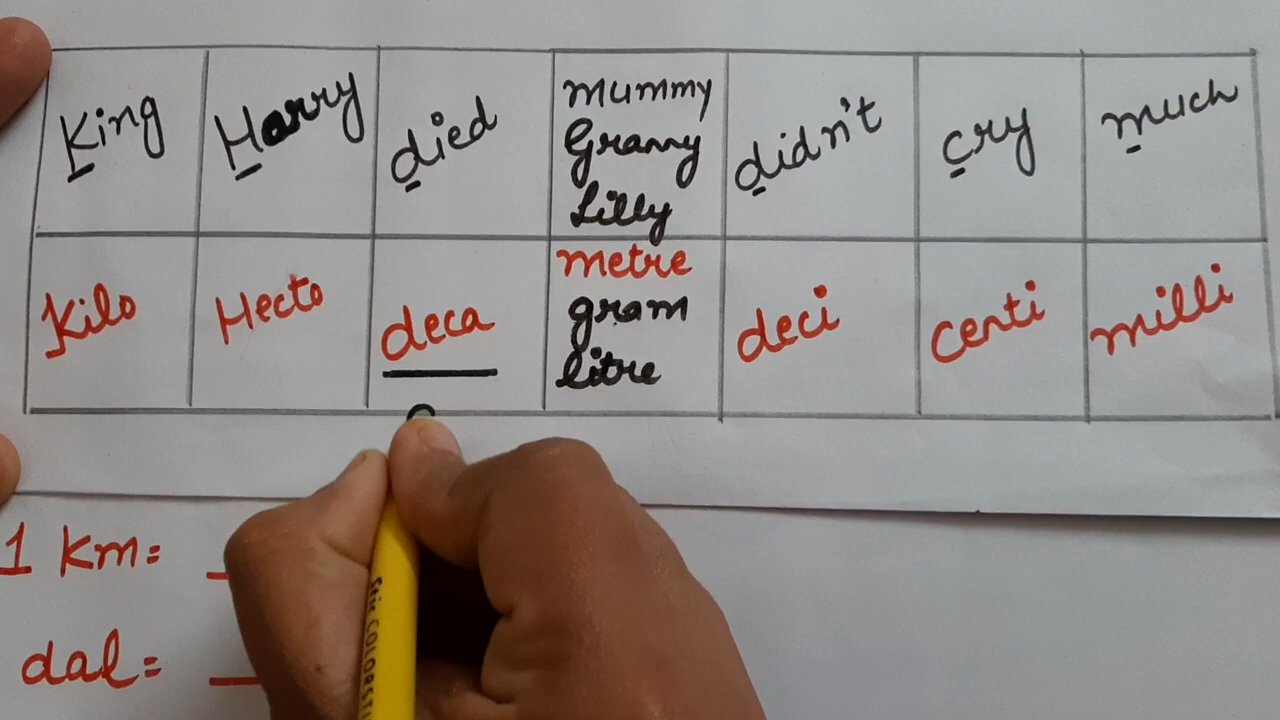 King Harry died mummy Granny Lilly didn't cry much
Kilo Hecto deca metre gram litre deci centi milli
1 Km=
dal=